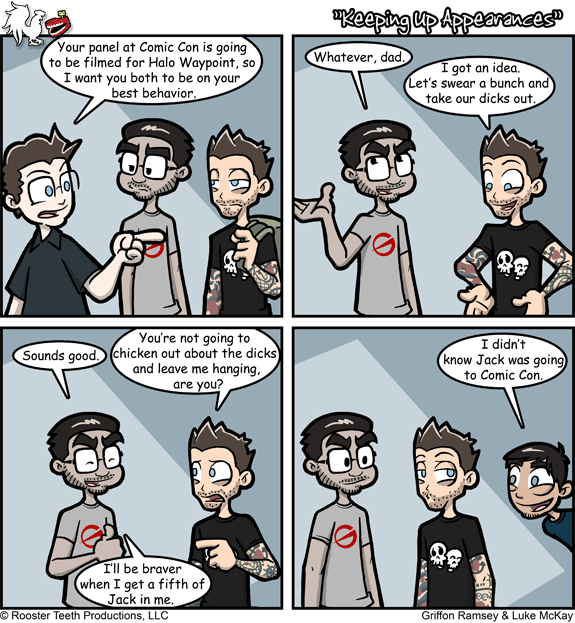 "Keeping Up Appearances"
Your panel at Comic Con is going
to be filmed for Halo Waypoint, so
I want you both to be on your
best behavior.
Whatever, dad.
I got an idea.
Let's swear a bunch and
take our dicks out.
Sounds good.
You're not going to
chicken out about the dicks
and leave me hanging,
are you?
I'll be braver
when I get a fifth of
Jack in me.
I didn't
know Jack was going
to Comic Con.
© Rooster Teeth Productions, LLC
Griffon Ramsey & Luke McKay